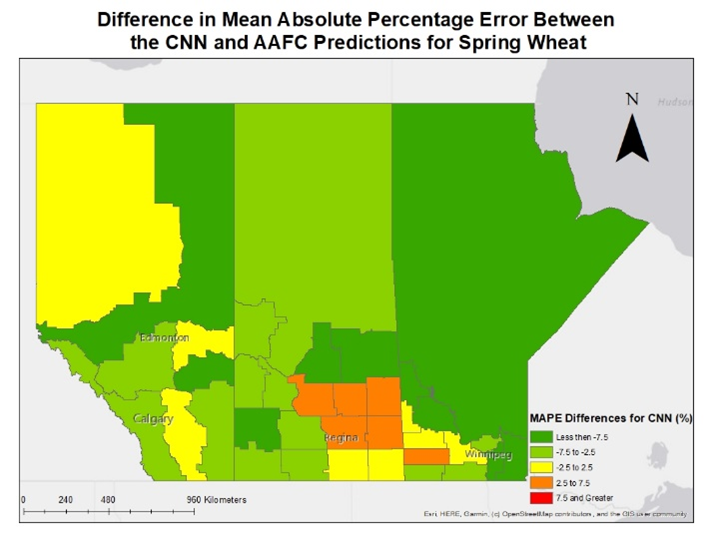 Difference in Mean Absolute Percentage Error Between
the CNN and AAFC Predictions for Spring Wheat
N
Hudson
Edmonton
Calgary
Regina
Winnipeg
MAPE Differences for CNN (%)
Less then -7.5
-7.5 to -2.5
-2.5 to 2.5
2.5 to 7.5
7.5 and Greater
0 240 480 960 Kilometers
Esri, HERE, Garmin, (c) OpenStreetMap contributors, and the GIS user community